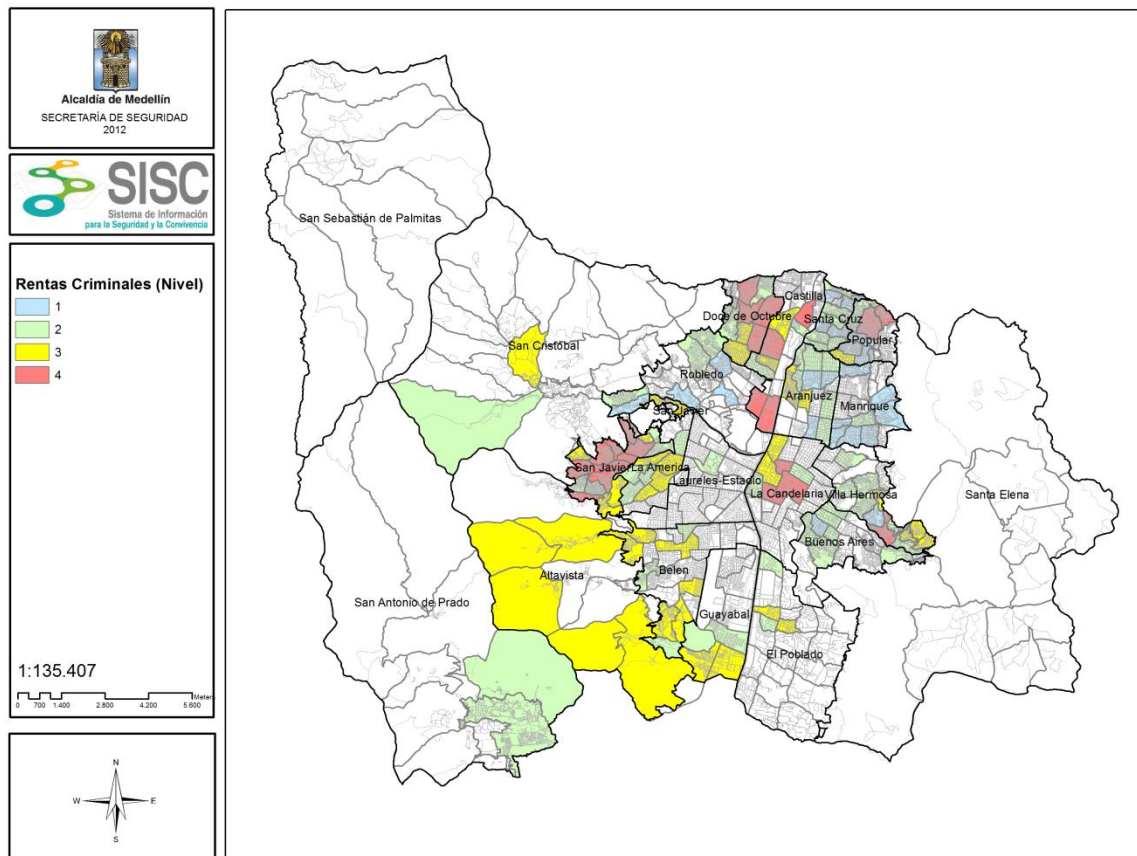 Alcaldía de Medellín
SECRETARÍA DE SEGURIDAD
2012
SISC
Sistema de Información
para la Seguridad y la Convivencia
Rentas Criminales (Nivel)
1
2
3
4
1:135.407
Meters
0 700 1.400 2.800 4.200 5.600
N
W E
S
San Sebastián de Palmitas
San Cristóbal
Castilla
Doce de Octubre
Santa Cruz
Popular
Robledo
Aranjuez
Manrique
San Javier
San Javier
La America
Laureles-Estadio
La Candelaria
Villa Hermosa
Santa Elena
Buenos Aires
Altavista
Belen
San Antonio de Prado
Guayabal
El Poblado